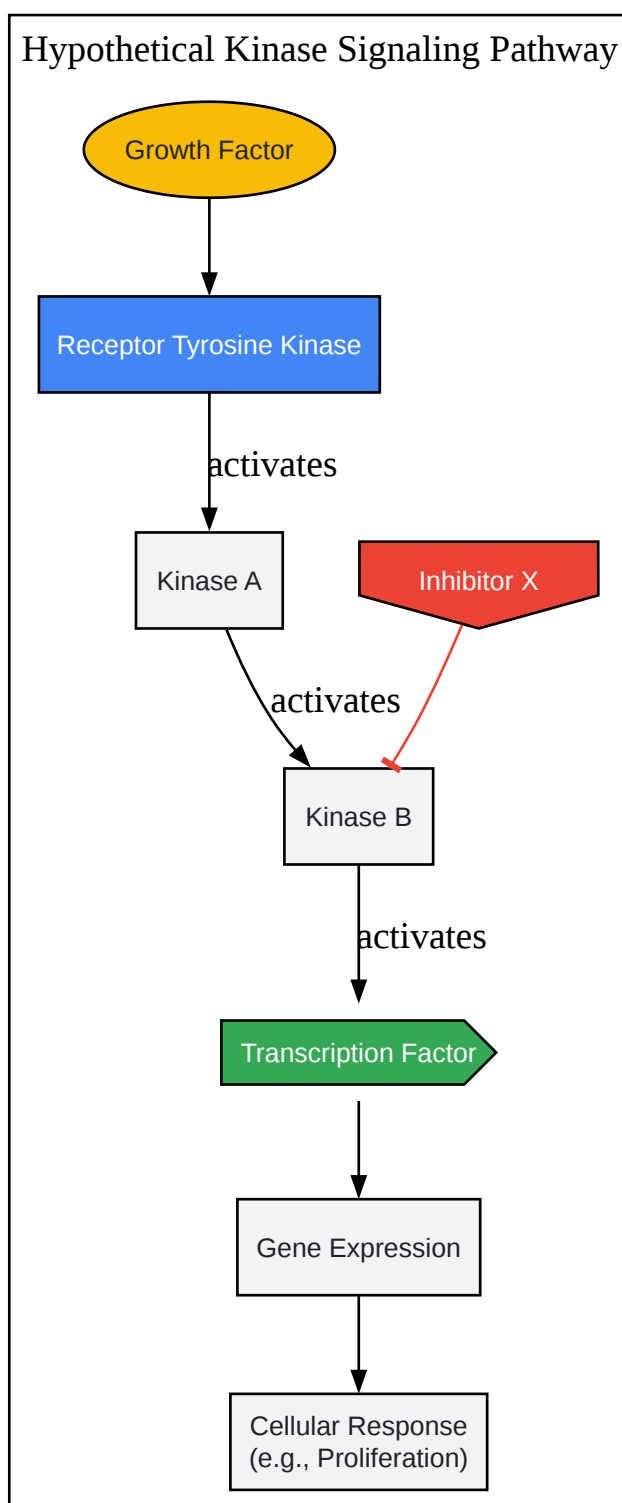 Hypothetical Kinase Signaling Pathway
Growth Factor
Receptor Tyrosine Kinase
activates
Kinase A
Inhibitor X
activates
Kinase B
activates
Transcription Factor
Gene Expression
Cellular Response
(e.g., Proliferation)